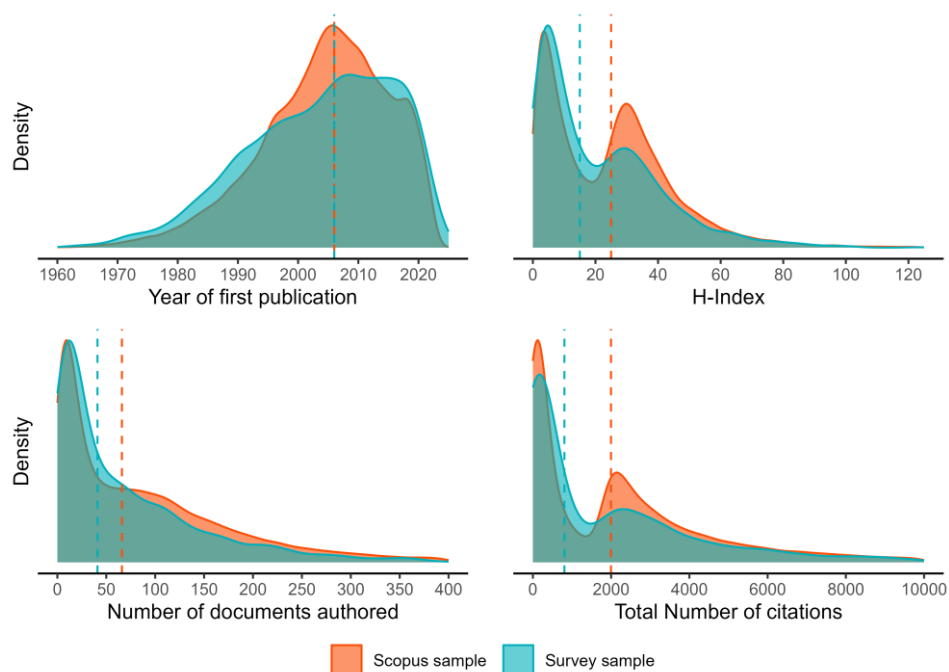 Density
1960 1970 1980 1990 2000 2010 2020
Year of first publication
0 20 40 60 80 100 120
H-Index
Density
0 50 100 150 200 250 300 350 400
Number of documents authored
0 2000 4000 6000 8000 10000
Total Number of citations
Scopus sample Survey sample